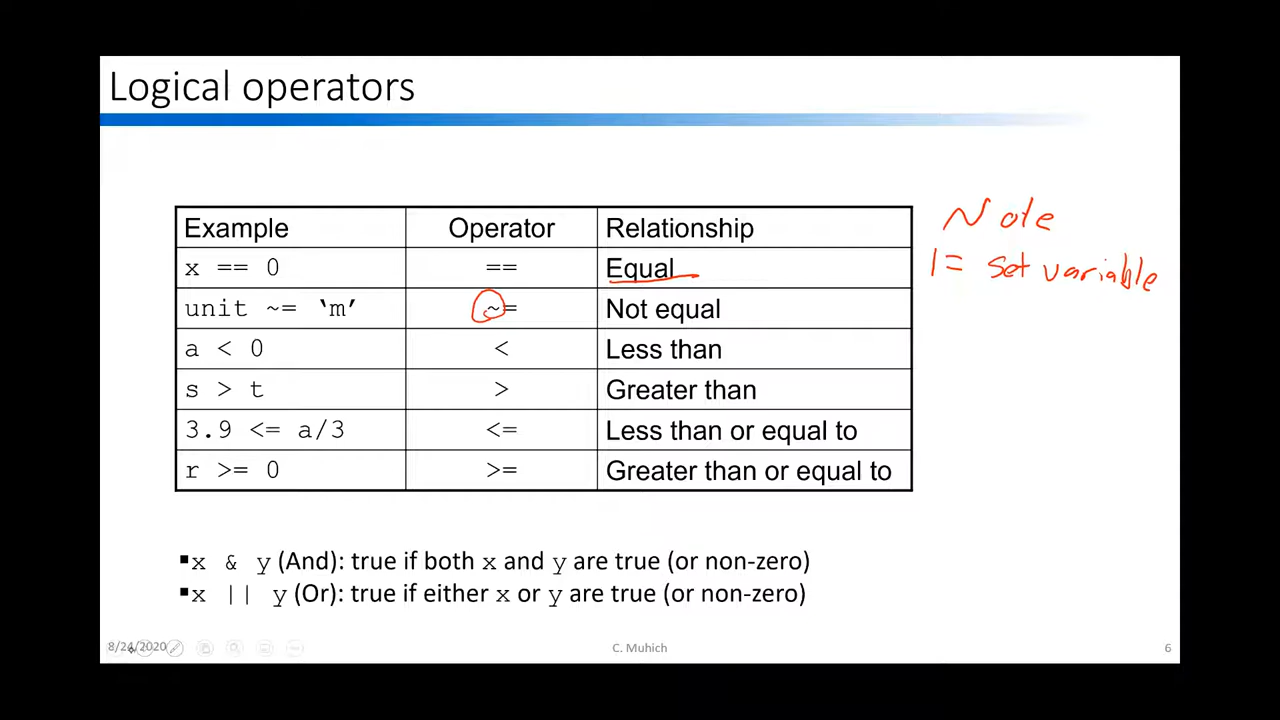 Logical operators
Example Operator Relationship
x == 0 == Equal
unit ~= ‘m’ ~= Not equal
a < 0 < Less than
s > t > Greater than
3.9 <= a/3 <= Less than or equal to
r >= 0 >= Greater than or equal to
Note
1= set variable
▪x & y (And): true if both x and y are true (or non-zero)
▪x || y (Or): true if either x or y are true (or non-zero)
8/24/2020 C. Muhich 6